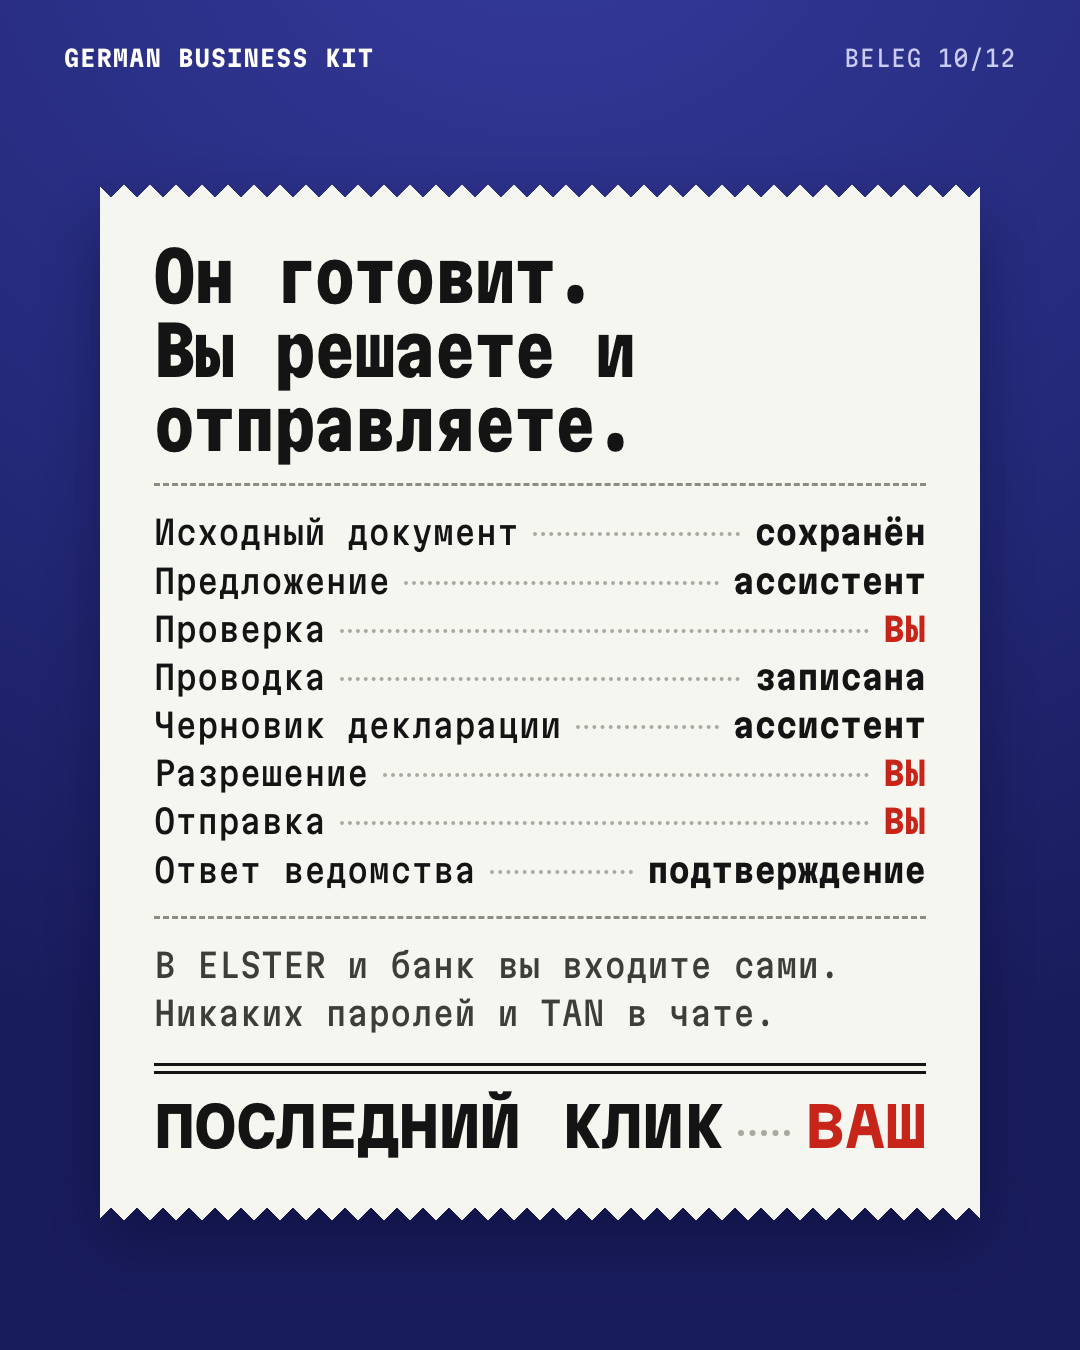 GERMAN BUSINESS KIT
BELEG 10/12
Он готовит.
Вы решаете и
отправляете.
Исходный документ сохранён
Предложение ассистент
Проверка ВЫ
Проводка записана
Черновик декларации ассистент
Разрешение ВЫ
Отправка ВЫ
Ответ ведомства подтверждение
В ELSTER и банк вы входите сами.
Никаких паролей и TAN в чате.
ПОСЛЕДНИЙ КЛИК ВАШ